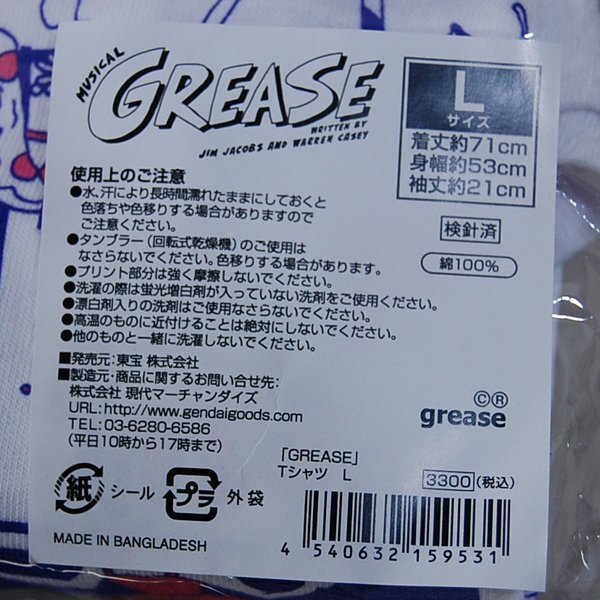 MUSICAL
GREASE
WRITTEN BY
JIM JACOBS AND WARREN CASEY
L
サイズ
着丈約71cm
身幅約53cm
袖丈約21cm
検針済
綿100%
使用上のご注意
●水、汗により長時間濡れたままにしておくと
色落ちや色移りする場合がありますので
ご注意ください。
●タンブラー(回転式乾燥機)のご使用は
なさらないでください。色移りする場合があります。
●プリント部分は強く摩擦しないでください。
●洗濯の際は蛍光増白剤が入っていない洗剤をご使用ください。
●漂白剤入りの洗剤はご使用なさらないでください。
●高温のものに近付けることは絶対にしないでください。
●他のものと一緒に洗濯しないでください。
■発売元:東宝 株式会社
■製造元・商品に関するお問い合せ先:
株式会社 現代マーチャンダイズ
URL:http://www.gendaigoods.com
TEL:03-6280-6586
(平日10時から17時まで)
©®
grease
紙 シール
プラ 外袋
「GREASE」
Tシャツ L
3300(税込)
MADE IN BANGLADESH
4 540632 159531